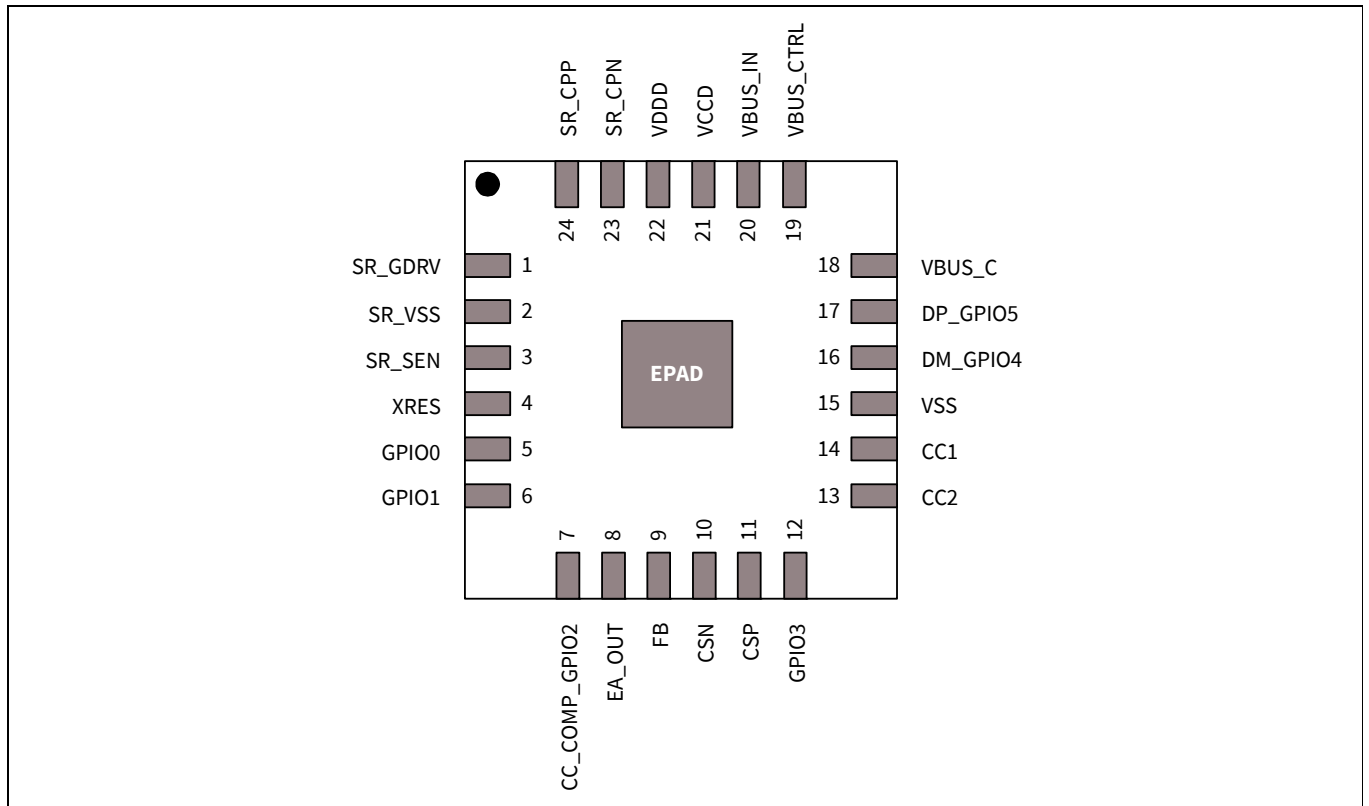 SR_CPP
SR_CPN
VDDD
VCCD
VBUS_IN
VBUS_CTRL
24
23
22
21
20
19
SR_GDRV 1
SR_VSS 2
SR_SEN 3
XRES 4
GPIO0 5
GPIO1 6
EPAD
18 VBUS_C
17 DP_GPIO5
16 DM_GPIO4
15 VSS
14 CC1
13 CC2
7
8
9
10
11
12
CC_COMP_GPIO2
EA_OUT
FB
CSN
CSP
GPIO3